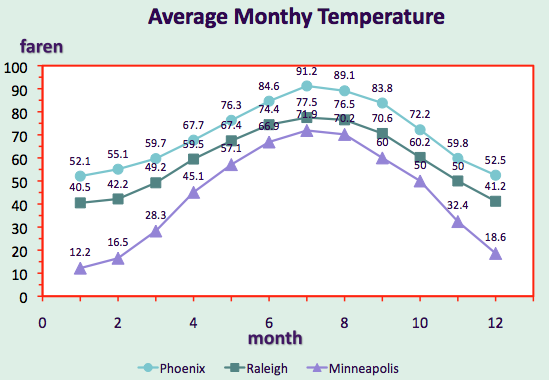 Average Monthy Temperature
faren
100
90
80
70
60
50
40
30
20
10
0
52.1 55.1 59.7 67.7 76.3 84.6 91.2 89.1 83.8 72.2 59.8 52.5
40.5 42.2 49.2 59.5 67.4 74.4 77.5 76.5 70.6 60.2 50 41.2
12.2 16.5 28.3 45.1 57.1 66.9 71.9 70.2 60 50 32.4 18.6
0 2 4 6 8 10 12
month
Phoenix Raleigh Minneapolis